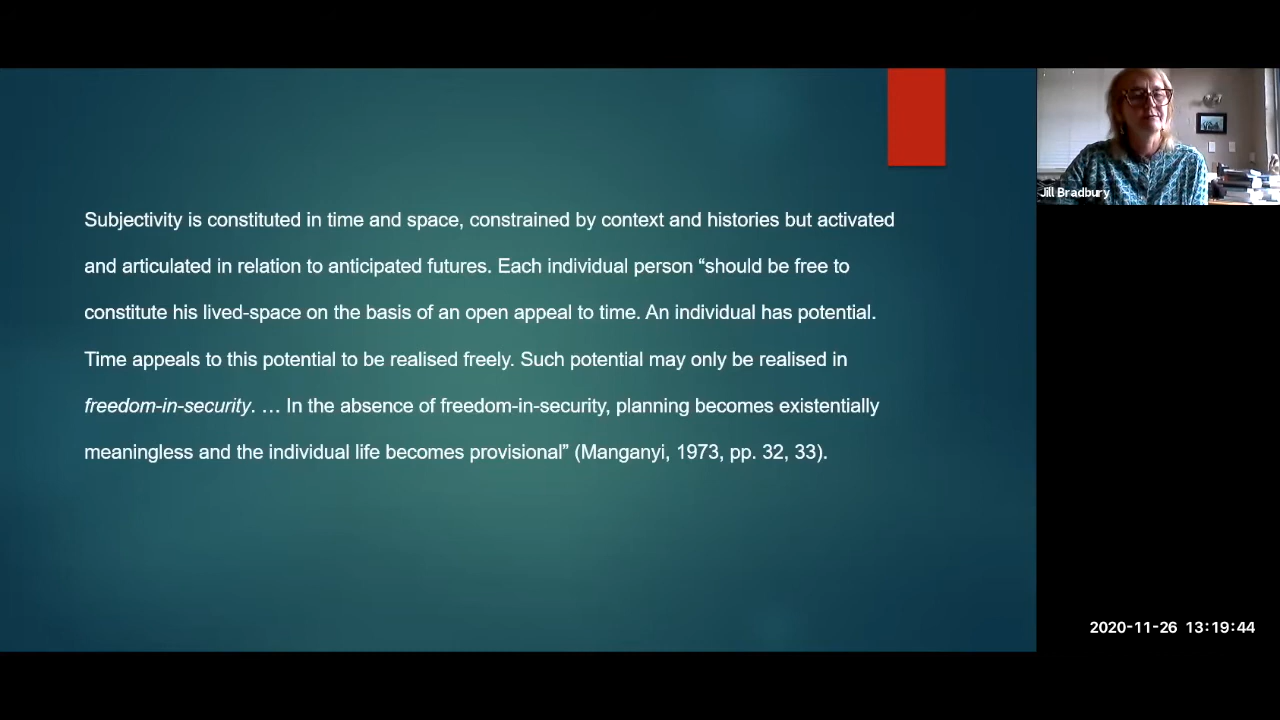 Subjectivity is constituted in time and space, constrained by context and histories but activated
and articulated in relation to anticipated futures. Each individual person “should be free to
constitute his lived-space on the basis of an open appeal to time. An individual has potential.
Time appeals to this potential to be realised freely. Such potential may only be realised in
freedom-in-security. … In the absence of freedom-in-security, planning becomes existentially
meaningless and the individual life becomes provisional” (Manganyi, 1973, pp. 32, 33).
Jill Bradbury
2020-11-26 13:19:44